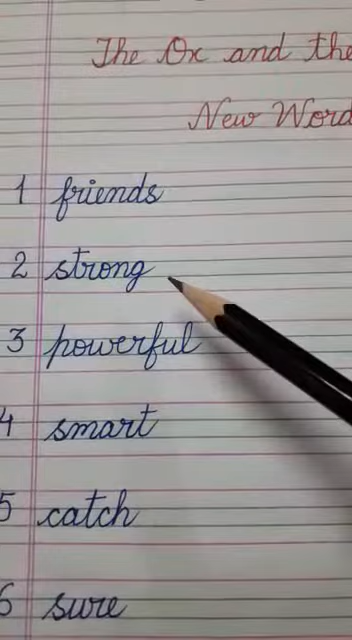 The Ox and the
New Word
1 friends
2 strong
3 powerful
4 smart
5 catch
6 sure